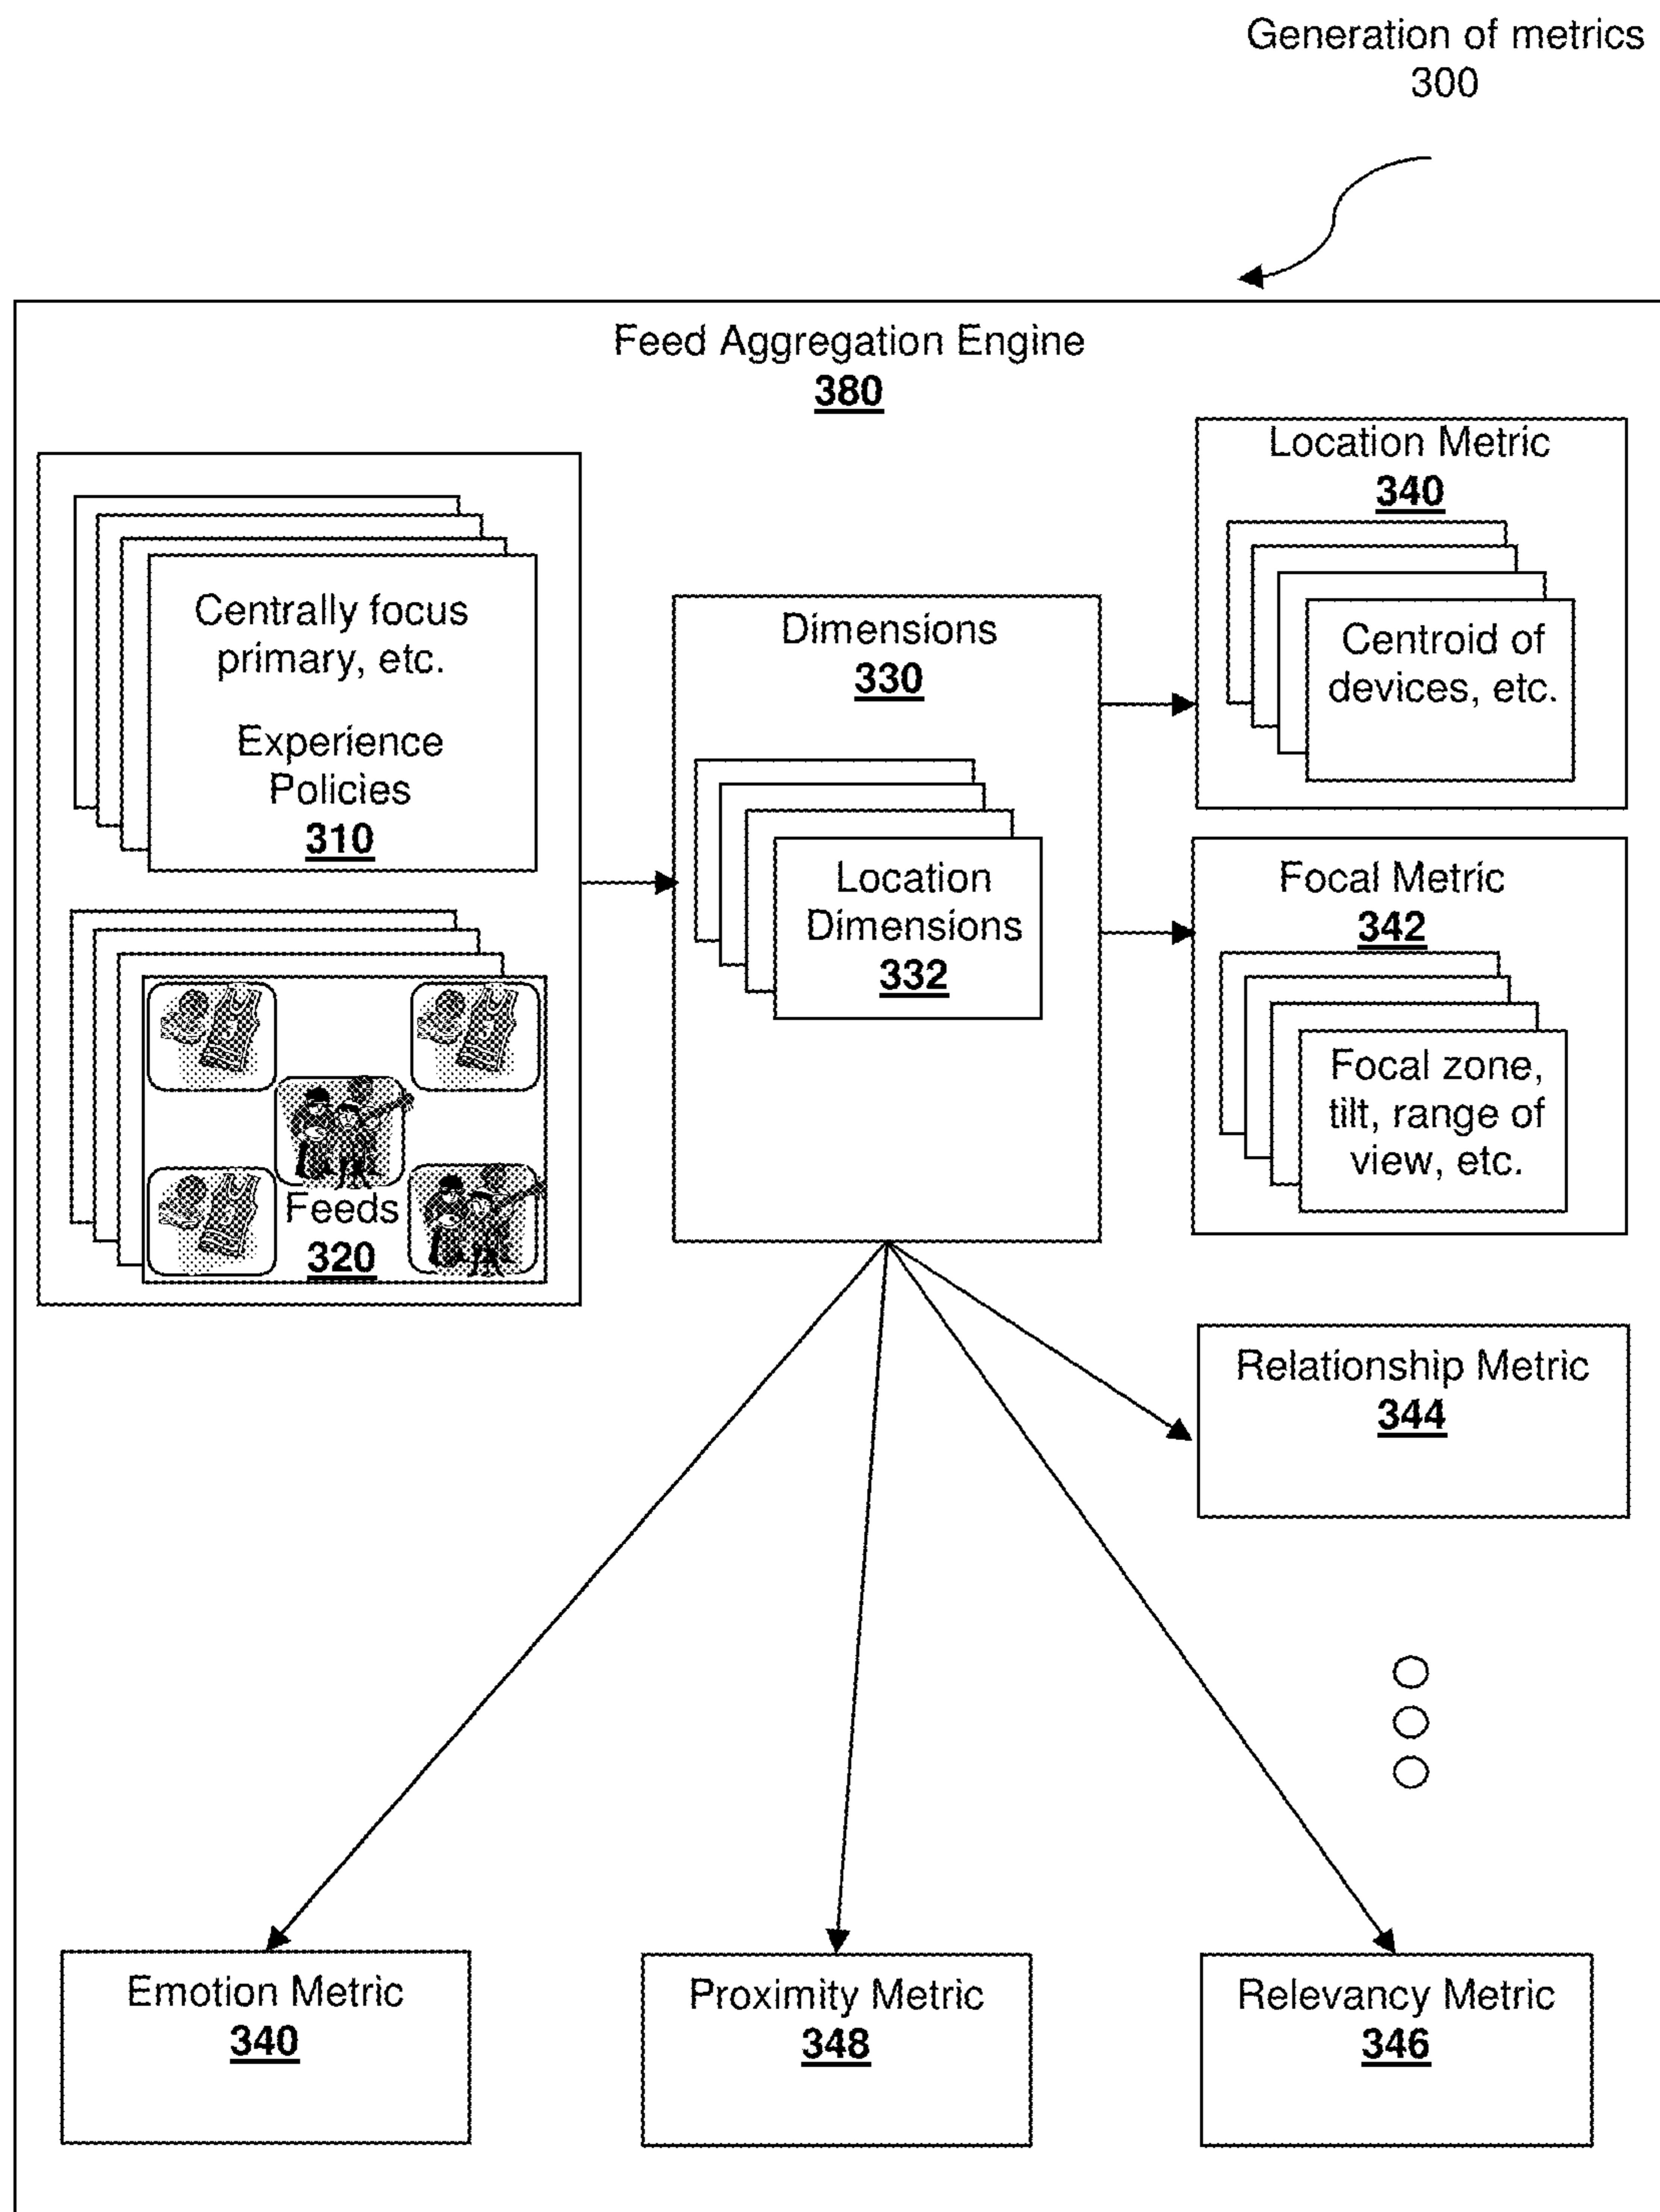 Generation of metrics
300
Feed Aggregation Engine
380
Centrally focus
primary, etc.
Experience
Policies
310
Feeds
320
Dimensions
330
Location
Dimensions
332
Location Metric
340
Centroid of
devices, etc.
Focal Metric
342
Focal zone,
tilt, range of
view, etc.
Relationship Metric
344
Emotion Metric
340
Proximity Metric
348
Relevancy Metric
346